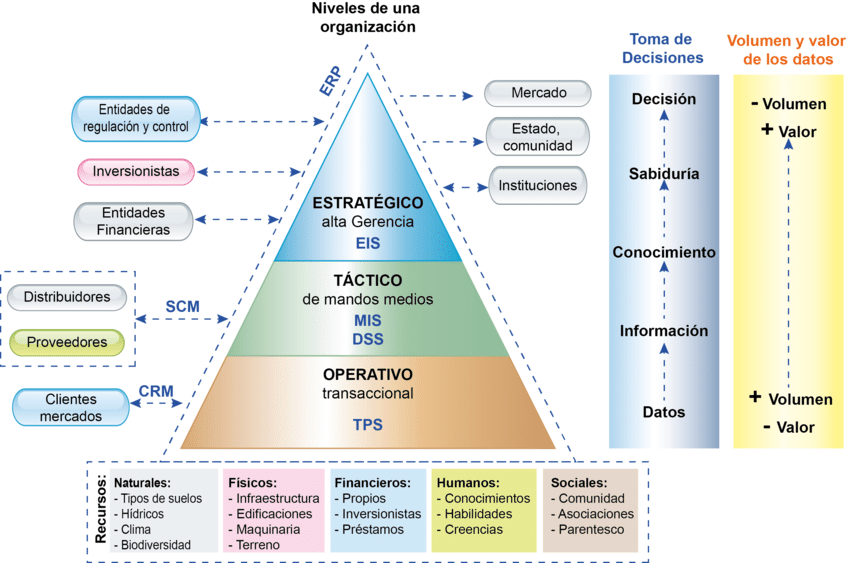 Niveles de una
organización
ERP
Entidades de
regulación y control
Inversionistas
Entidades
Financieras
Mercado
Estado,
comunidad
Instituciones
ESTRATÉGICO
alta Gerencia
EIS
Distribuidores
Proveedores
SCM
TÁCTICO
de mandos medios
MIS
DSS
Clientes
mercados
CRM
OPERATIVO
transaccional
TPS
Recursos:
Naturales:
- Tipos de suelos
- Hídricos
- Clima
- Biodiversidad
Físicos:
- Infraestructura
- Edificaciones
- Maquinaria
- Terreno
Financieros:
- Propios
- Inversionistas
- Préstamos
Humanos:
- Conocimientos
- Habilidades
- Creencias
Sociales:
- Comunidad
- Asociaciones
- Parentesco
Toma de
Decisiones
Decisión
Sabiduría
Conocimiento
Información
Datos
Volumen y valor
de los datos
- Volumen
+ Valor
+ Volumen
- Valor